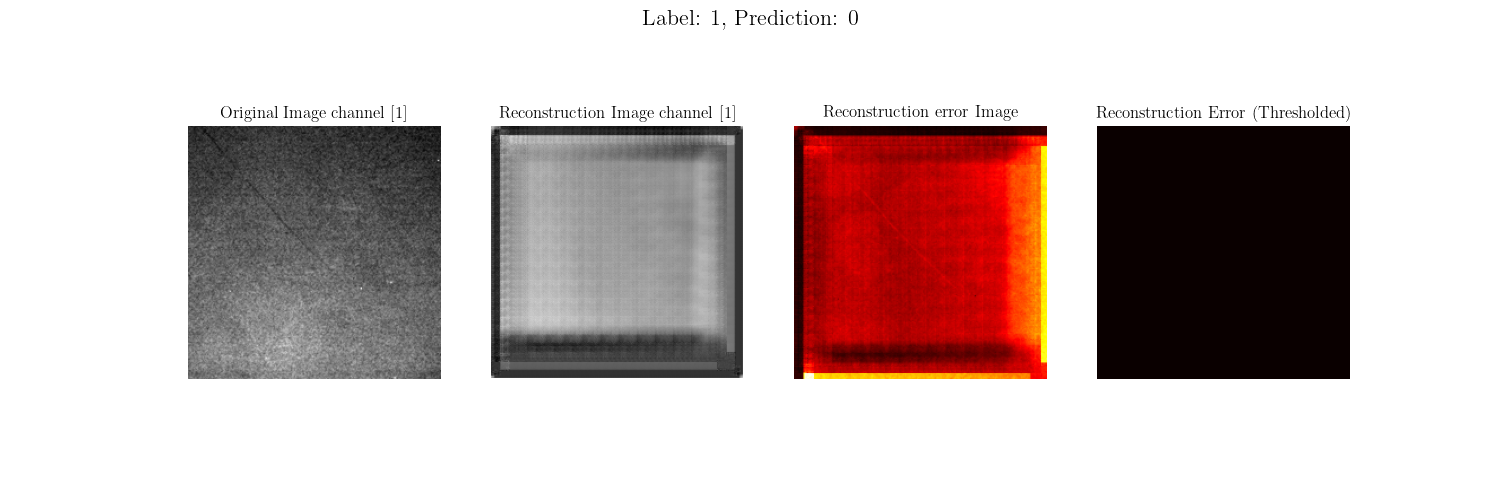 Label: 1, Prediction: 0
Original Image channel [1]
Reconstruction Image channel [1]
Reconstruction error Image
Reconstruction Error (Thresholded)